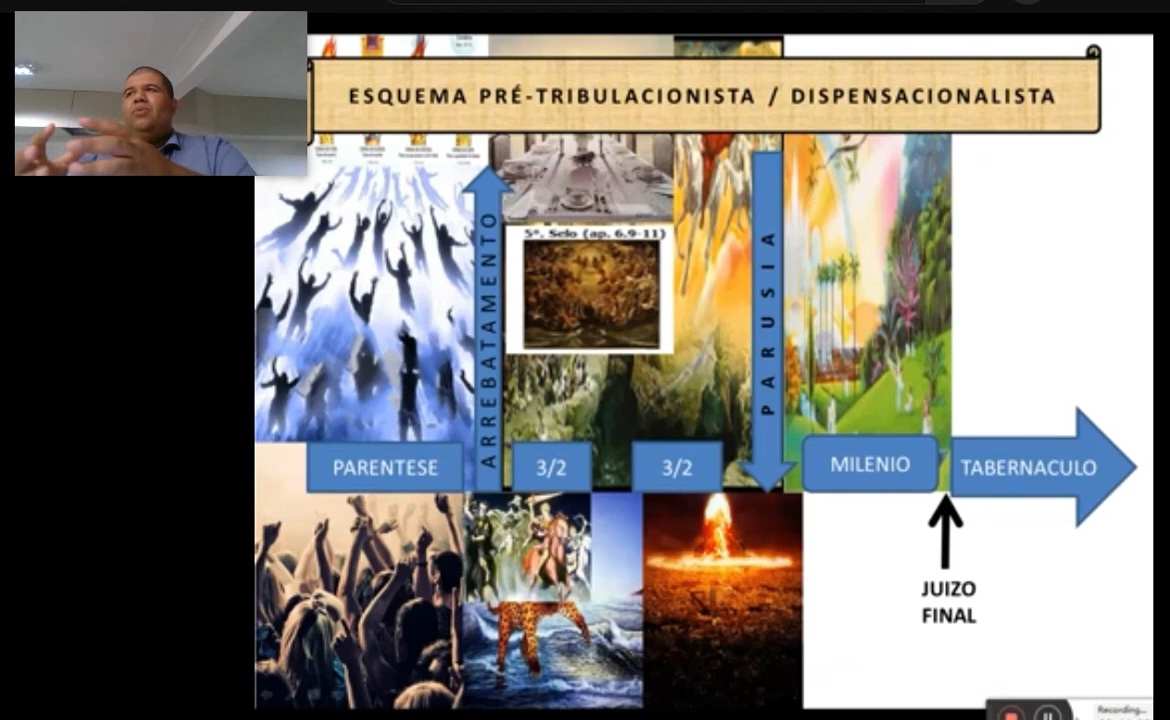 ESQUEMA PRÉ-TRIBULACIONISTA / DISPENSACIONALISTA
5º. Selo (ap. 6.9-11)
ARREBATAMENTO
PARUSIA
PARENTESE
3/2
3/2
MILENIO
TABERNACULO
JUIZO
FINAL
Recording...